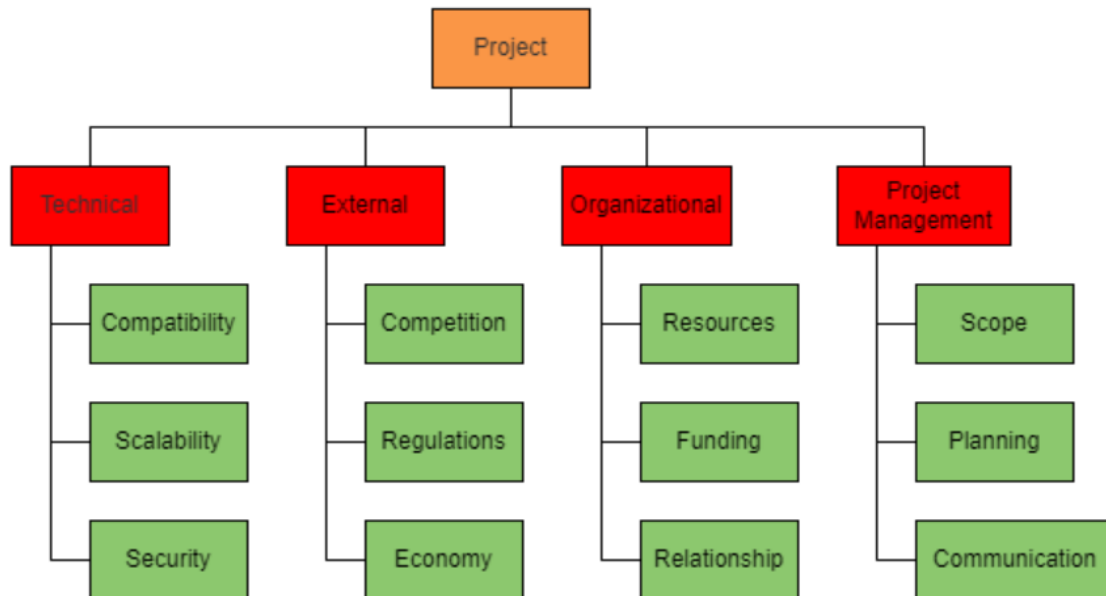 Project
Technical
External
Organizational
Project
Management
Compatibility
Competition
Resources
Scope
Scalability
Regulations
Funding
Planning
Security
Economy
Relationship
Communication